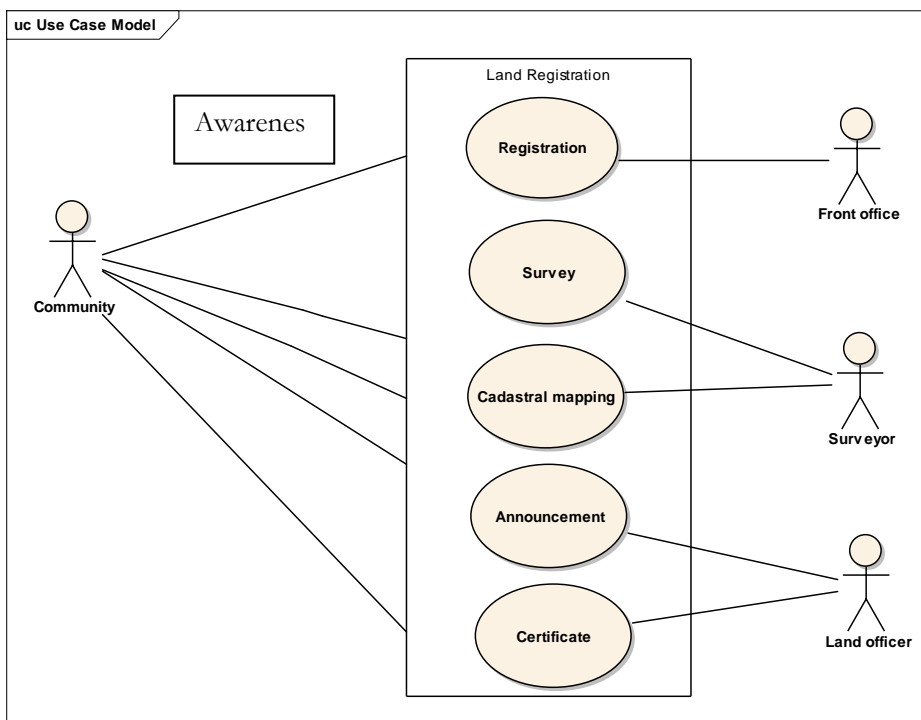 uc Use Case Model
Land Registration
Awarenes
Registration
Front office
Community
Survey
Cadastral mapping
Surveyor
Announcement
Certificate
Land officer